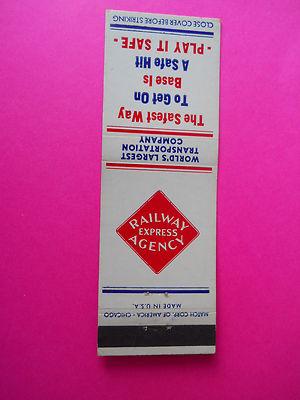 The Safest Way
To Get On
Base Is
A Safe Hit
- PLAY IT SAFE -
CLOSE COVER BEFORE STRIKING
WORLD'S LARGEST
TRANSPORTATION
COMPANY
RAILWAY
EXPRESS
AGENCY
MADE IN U.S.A.
MATCH CORP. OF AMERICA - CHICAGO